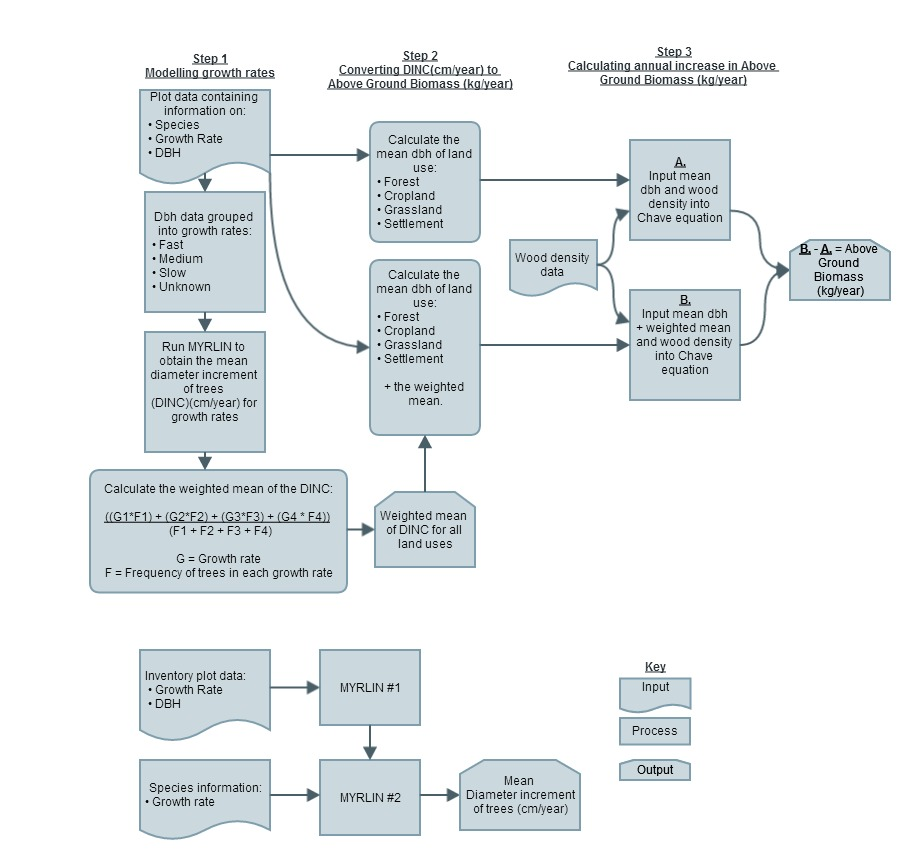 Step 1
Modelling growth rates
Step 2
Converting DINC(cm/year) to
Above Ground Biomass (kg/year)
Step 3
Calculating annual increase in Above
Ground Biomass (kg/year)
Plot data containing
information on:
• Species
• Growth Rate
• DBH
Dbh data grouped
into growth rates:
• Fast
• Medium
• Slow
• Unknown
Run MYRLIN to
obtain the mean
diameter increment
of trees
(DINC)(cm/year) for
growth rates
Calculate the weighted mean of the DINC:
((G1*F1) + (G2*F2) + (G3*F3) + (G4 * F4))
(F1 + F2 + F3 + F4)
G = Growth rate
F = Frequency of trees in each growth rate
Calculate the
mean dbh of land
use:
• Forest
• Cropland
• Grassland
• Settlement
Calculate the
mean dbh of land
use:
• Forest
• Cropland
• Grassland
• Settlement
+ the weighted
mean.
Weighted mean
of DINC for all
land uses
Wood density
data
A.
Input mean
dbh and wood
density into
Chave equation
B.
Input mean dbh
+ weighted mean
and wood density
into Chave
equation
B. - A. = Above
Ground
Biomass
(kg/year)
Inventory plot data:
• Growth Rate
• DBH
MYRLIN #1
Species information:
• Growth rate
MYRLIN #2
Mean
Diameter increment
of trees (cm/year)
Key
Input
Process
Output